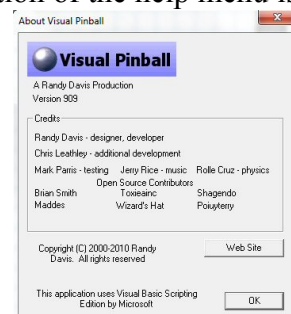 tion of the help menu is
About Visual Pinball
Visual Pinball
A Randy Davis Production
Version 909
Credits
Randy Davis - designer, developer
Chris Leathley - additional development
Mark Parris - testing Jerry Rice - music Rolle Cruz - physics
Open Source Contributors
Brian Smith Toxieainc Shagendo
Maddes Wizard's Hat Poiuyterry
Copyright (C) 2000-2010 Randy
Davis. All rights reserved
Web Site
This application uses Visual Basic Scripting
Edition by Microsoft
OK